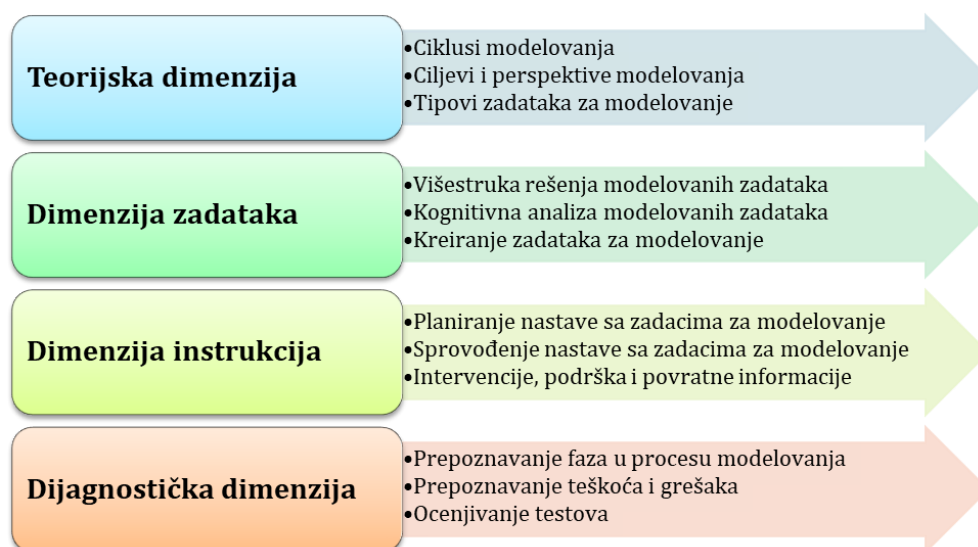 Teorijska dimenzija
•Ciklusi modelovanja
•Ciljevi i perspektive modelovanja
•Tipovi zadataka za modelovanje
Dimenzija zadataka
•Višestruka rešenja modelovanih zadataka
•Kognitivna analiza modelovanih zadataka
•Kreiranje zadataka za modelovanje
Dimenzija instrukcija
•Planiranje nastave sa zadacima za modelovanje
•Sprovođenje nastave sa zadacima za modelovanje
•Intervencije, podrška i povratne informacije
Dijagnostička dimenzija
•Prepoznavanje faza u procesu modelovanja
•Prepoznavanje teškoća i grešaka
•Ocenjivanje testova